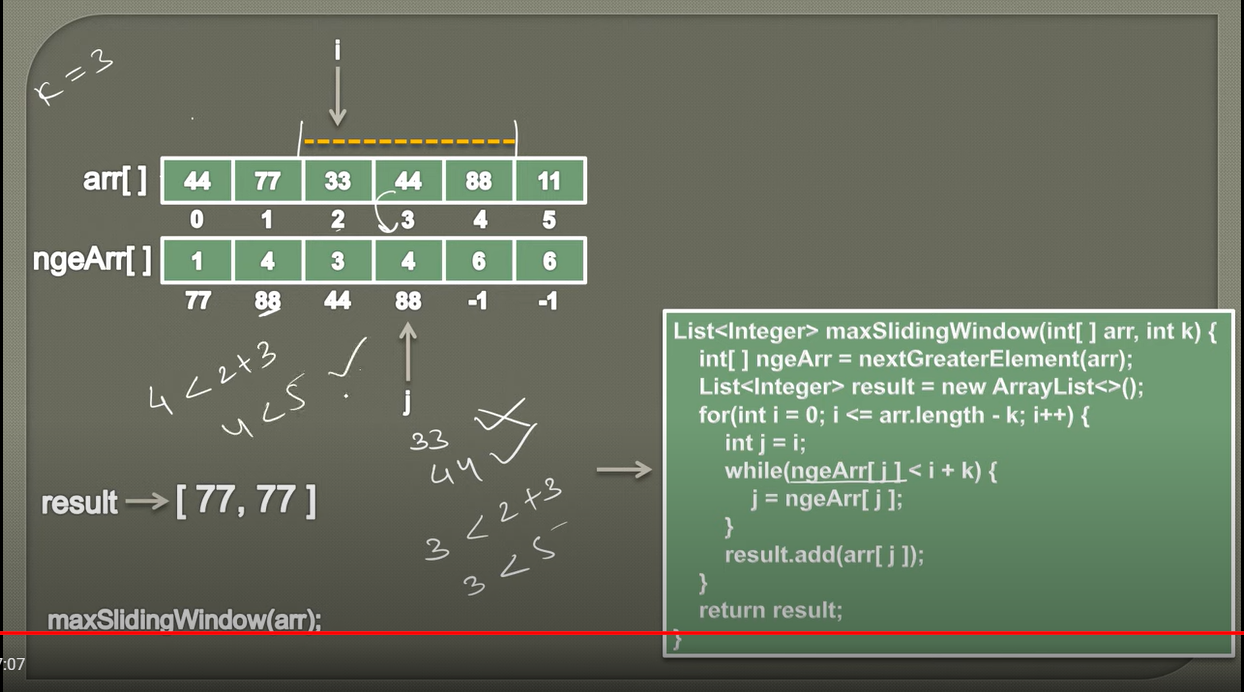 K = 3
i
arr[ ] 44 77 33 44 88 11
0 1 2 3 4 5
ngeArr[ ] 1 4 3 4 6 6
77 88 44 88 -1 -1
4 < 2+3
4 < 5 ✓
j
33 ✗
44 ✓
3 < 2+3
3 < 5
result → [ 77, 77 ]
maxSlidingWindow(arr);
List<Integer> maxSlidingWindow(int[ ] arr, int k) {
int[ ] ngeArr = nextGreaterElement(arr);
List<Integer> result = new ArrayList<>();
for(int i = 0; i <= arr.length - k; i++) {
int j = i;
while(ngeArr[ j ] < i + k) {
j = ngeArr[ j ];
}
result.add(arr[ j ]);
}
return result;
}
:07